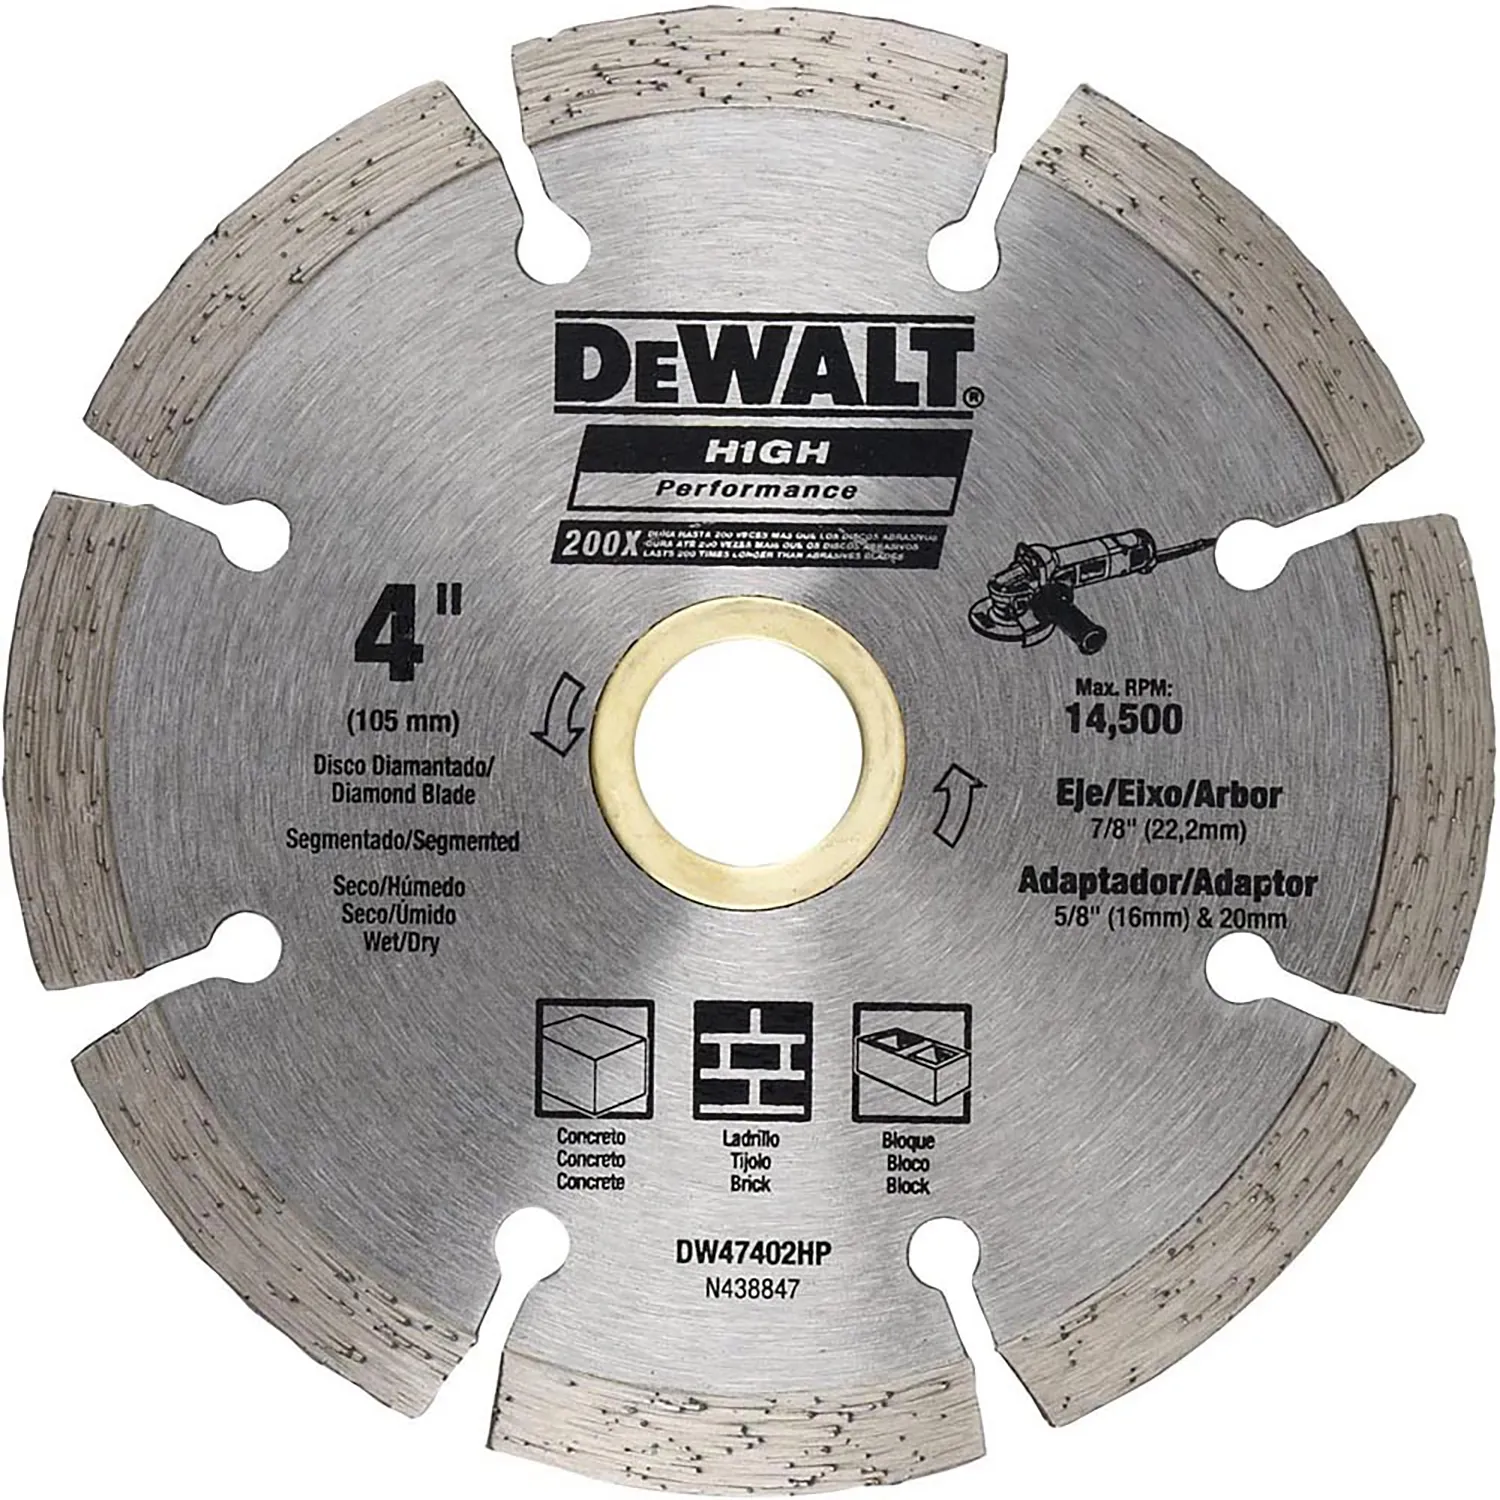 DEWALT®
HIGH
Performance
200X
DURA HASTA 200 VECES MAS QUE LOS DISCOS ABRASIVOS
DURA ATE 200 VEZES MAIS QUE OS DISCOS ABRASIVOS
LASTS 200 TIMES LONGER THAN ABRASIVES BLADES
4"
(105 mm)
Disco Diamantado/
Diamond Blade
Segmentado/Segmented
Seco/Húmedo
Seco/Úmido
Wet/Dry
Max. RPM:
14,500
Eje/Eixo/Arbor
7/8" (22,2mm)
Adaptador/Adaptor
5/8" (16mm) & 20mm
Concreto
Concreto
Concrete
Ladrillo
Tijolo
Brick
Bloque
Bloco
Block
DW47402HP
N438847